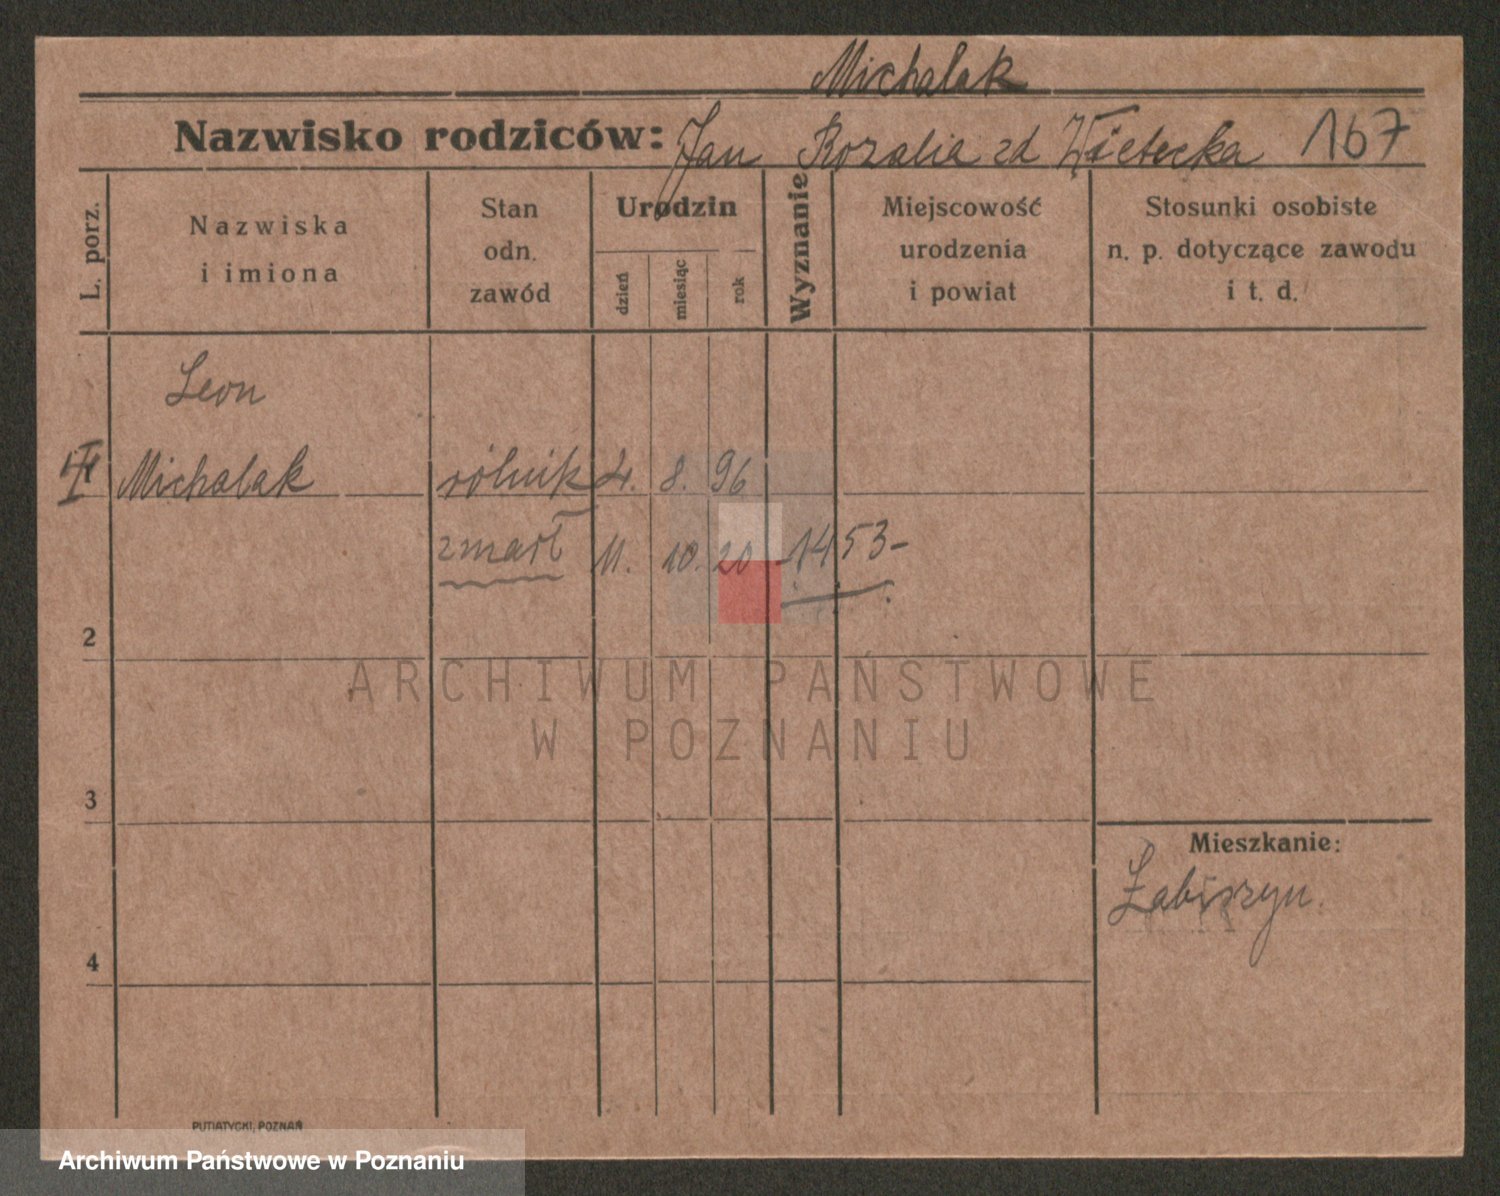 Michalak
Nazwisko rodziców: Jan Rozalia zd 167
L. porz.
Nazwiska i imiona
Stan odn. zawód
Urodzin
dzień
miesiąc
rok
Wyznanie
Miejscowość urodzenia i powiat
Stosunki osobiste n. p. dotyczące zawodu i t. d.
Leon
Michalak rólnik 4. 8. 96
zmarł 11. 10. 20 1453-
2
ARCHIWUM PAŃSTWOWE
W POZNANIU
3
Mieszkanie:
Łabiszyn.
4
PUTIATYCKI, POZNAŃ
Archiwum Państwowe w Poznaniu